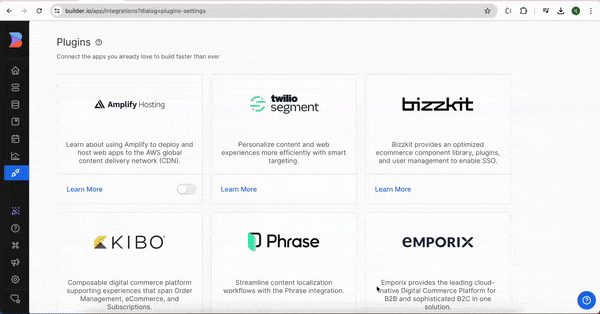 builder.io/app/integrations?dialog=plugins-settings
Plugins
Connect the apps you already love to build faster than ever
Amplify Hosting
twilio
segment
bizzkit
Learn about using Amplify to deploy and
host web apps to the AWS global
content delivery network (CDN).
Personalize content and web
experiences more efficiently with smart
targeting.
Bizzkit provides an optimized
ecommerce component library, plugins,
and user management to enable SSO.
Learn More
Learn More
Learn More
KIBO
Phrase
EMPORIX
Composable digital commerce platform
supporting experiences that span Order
Management, eCommerce, and
Subscriptions.
Streamline content localization
workflows with the Phrase integration.
Emporix provides the leading cloud-
native Digital Commerce Platform for
B2B and sophisticated B2C in one
solution.